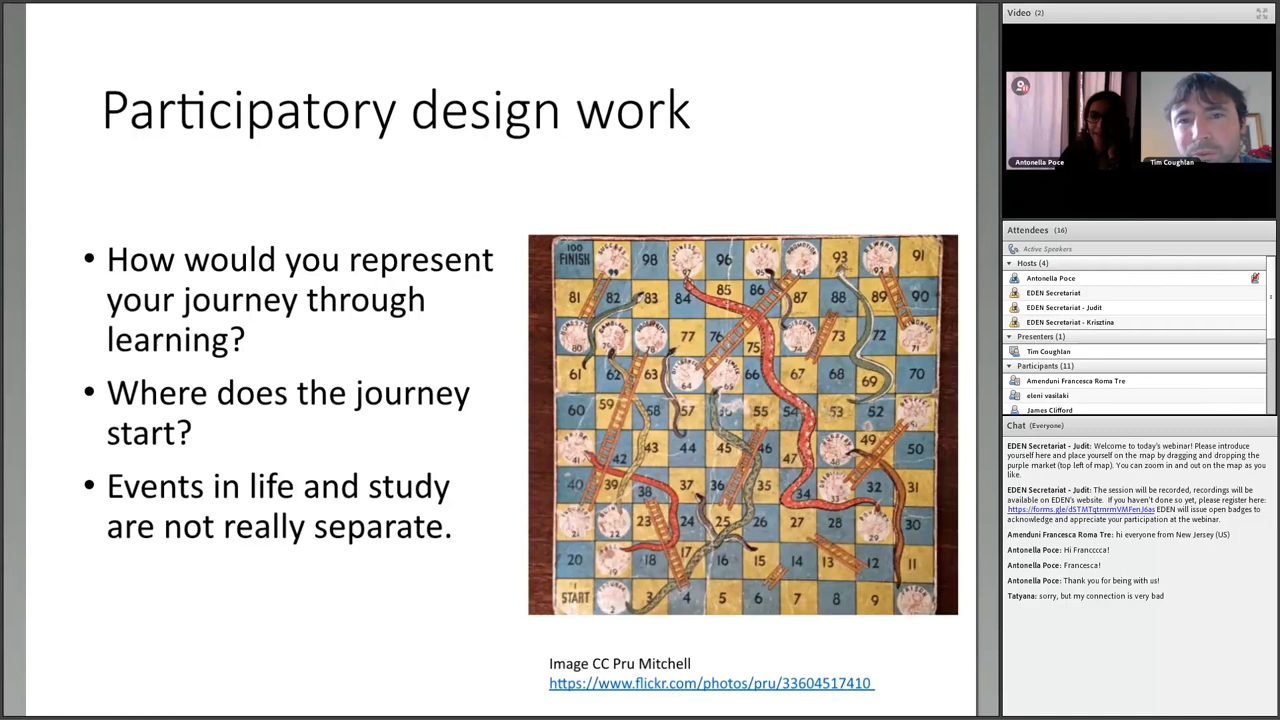 Participatory design work
• How would you represent
your journey through
learning?
• Where does the journey
start?
• Events in life and study
are not really separate.
100
FINISH 98 96 93 91
81 82 83 84 85 86 87 88 89 90
80 77 76 75 74 72 71
61 62 63 64 66 67 68 69 70
60 59 58 57 55 54 53 52
41 42 43 44 45 46 47 49 50
40 39 38 37 36 35 34 33 32 31
21 22 23 24 25 26 27 28 29 30
20 18 17 16 15 14 13 12 11
START 4 5 6 7 8 9
Image CC Pru Mitchell
https://www.flickr.com/photos/pru/33604517410
Video (2)
Antonella Poce
Tim Coughlan
Attendees (16)
Active Speakers
Hosts (4)
Antonella Poce
EDEN Secretariat
EDEN Secretariat - Judit
EDEN Secretariat - Krisztina
Presenters (1)
Tim Coughlan
Participants (11)
Amenduni Francesca Roma Tre
eleni vasilaki
James Clifford
Chat (Everyone)
EDEN Secretariat - Judit: Welcome to today's webinar! Please introduce
yourself here and place yourself on the map by dragging and dropping the
purple market (top left of map). You can zoom in and out on the map as you
like.
EDEN Secretariat - Judit: The session will be recorded, recordings will be
available on EDEN's website. If you haven't done so yet, please register here:
https://forms.gle/dSTMTqtmrmVMFenJ6as EDEN will issue open badges to
acknowledge and appreciate your participation at the webinar.
Amenduni Francesca Roma Tre: hi everyone from New Jersey (US)
Antonella Poce: Hi Franccca!
Antonella Poce: Francesca!
Antonella Poce: Thank you for being with us!
Tatyana: sorry, but my connection is very bad